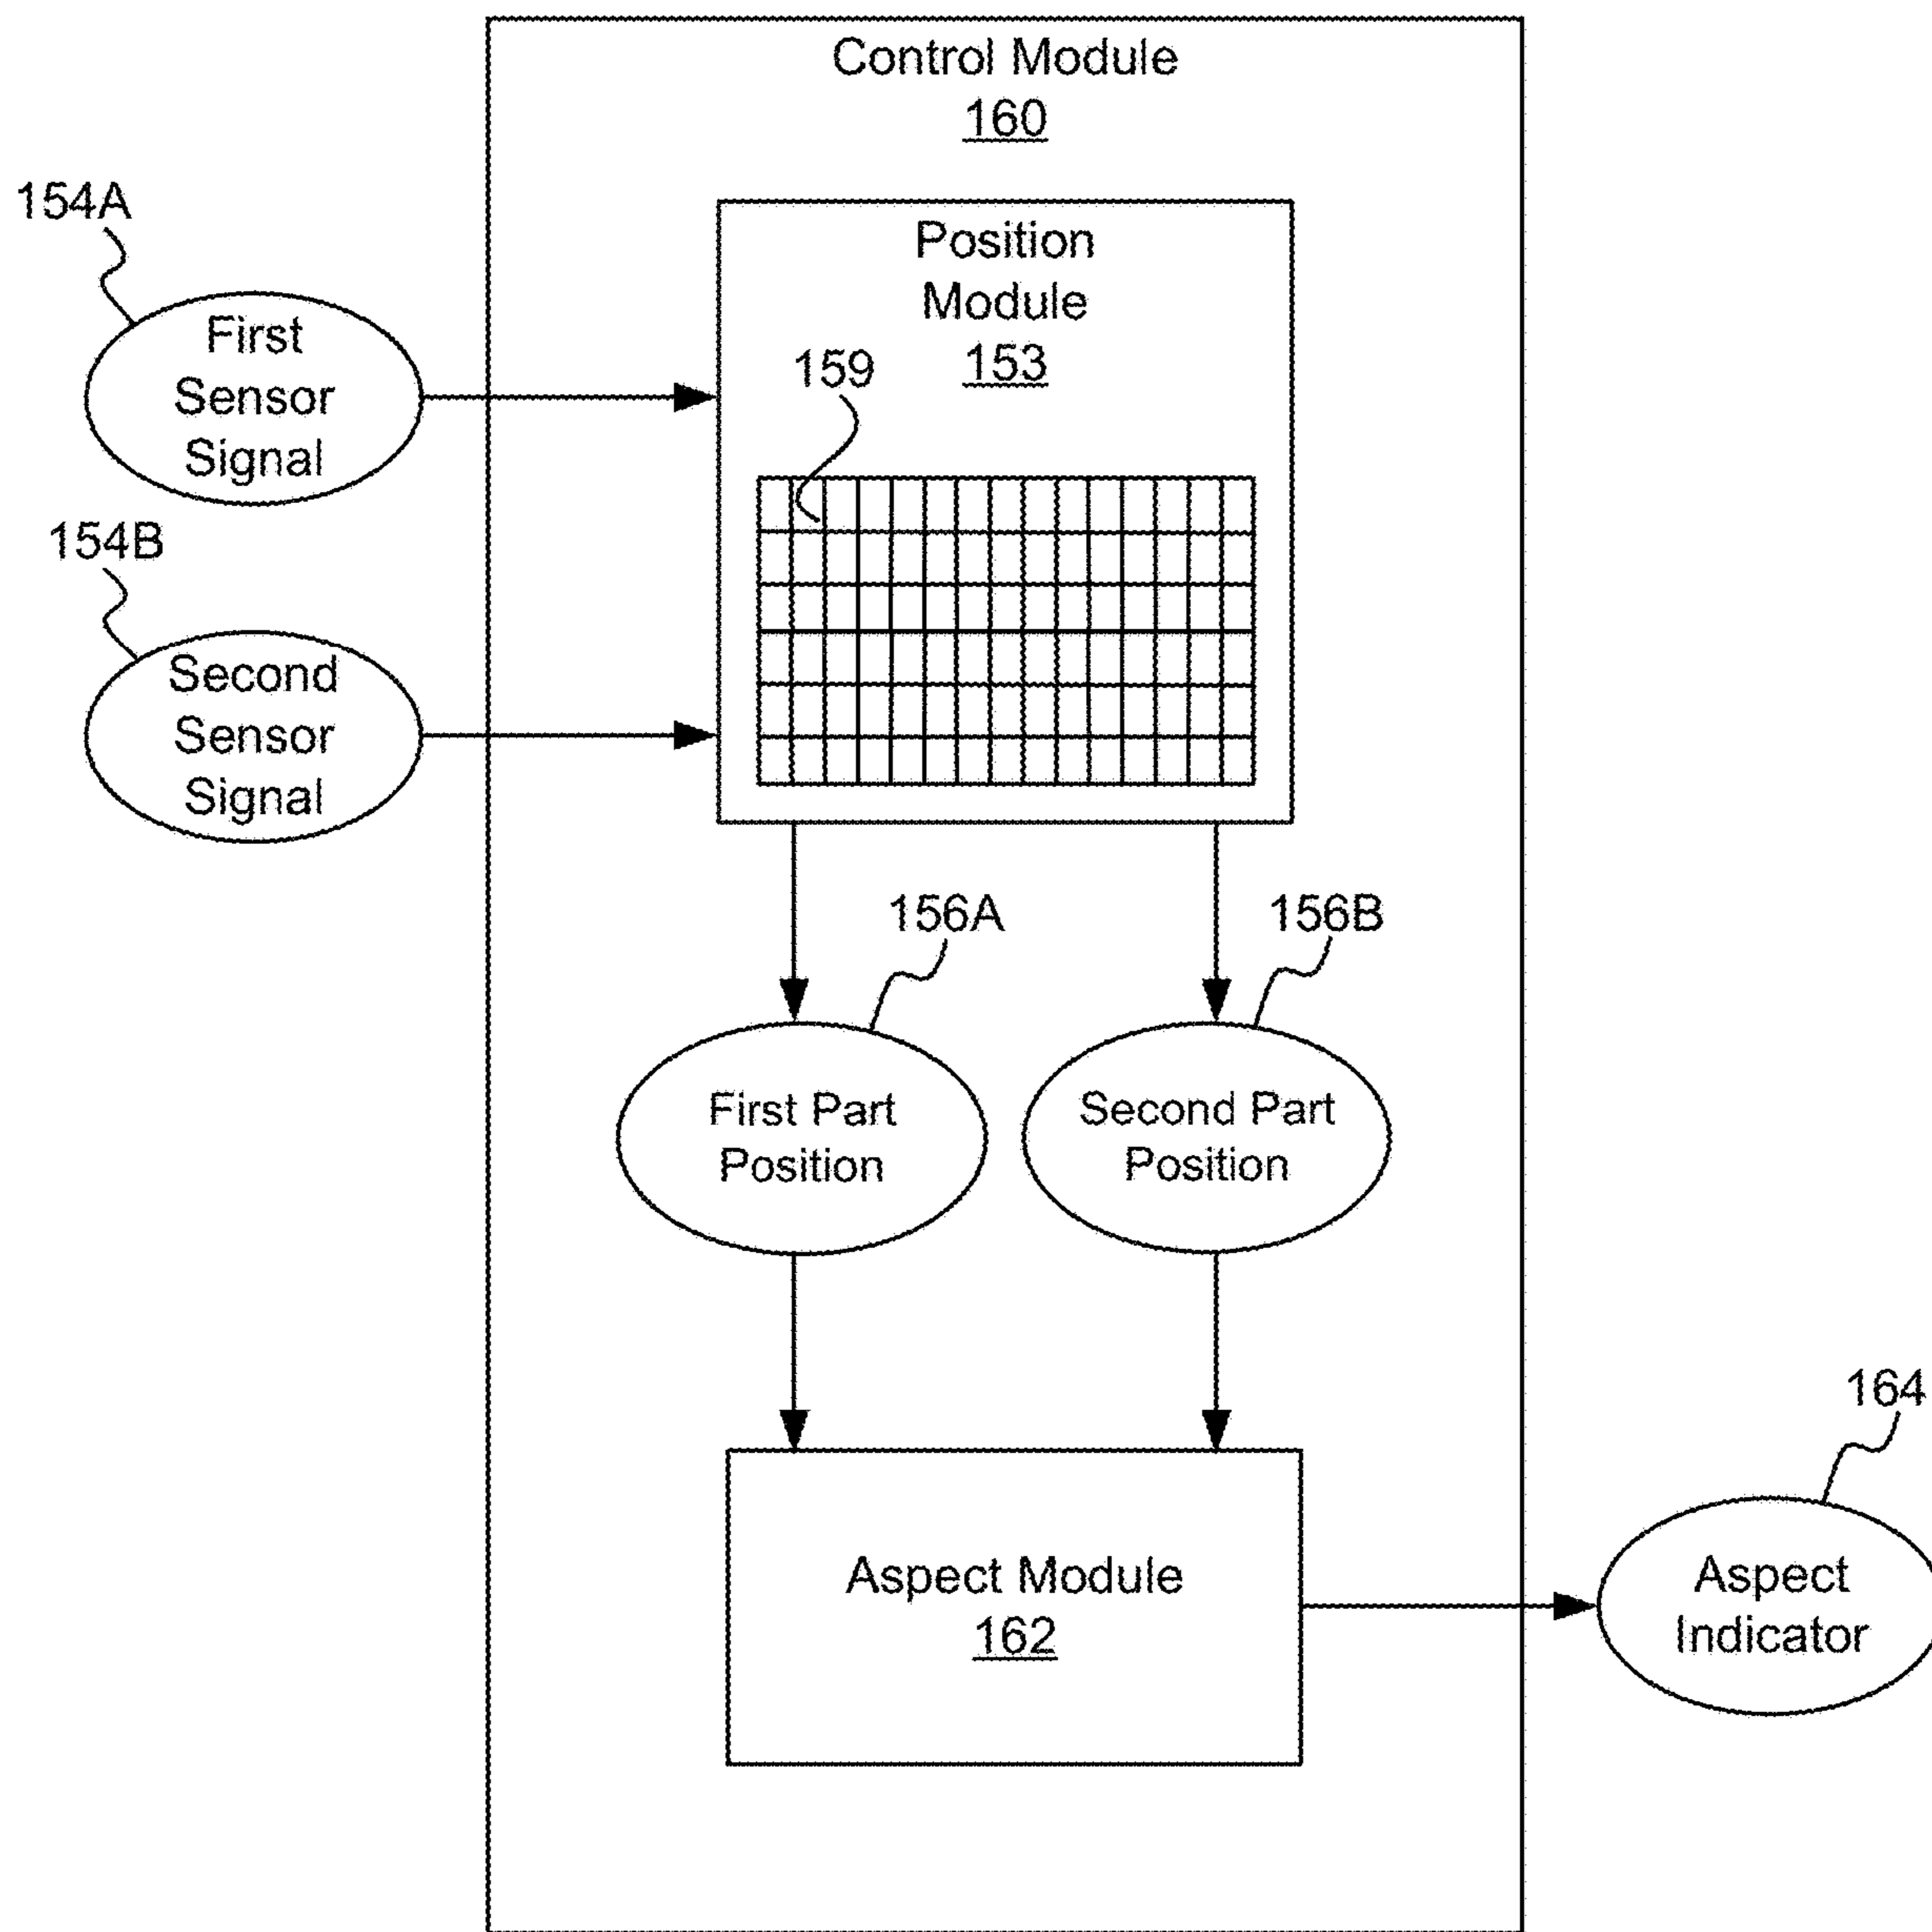 Control Module
160
154A
First
Sensor
Signal
Position
Module
153
159
154B
Second
Sensor
Signal
156A
156B
First Part
Position
Second Part
Position
164
Aspect Module
162
Aspect
Indicator